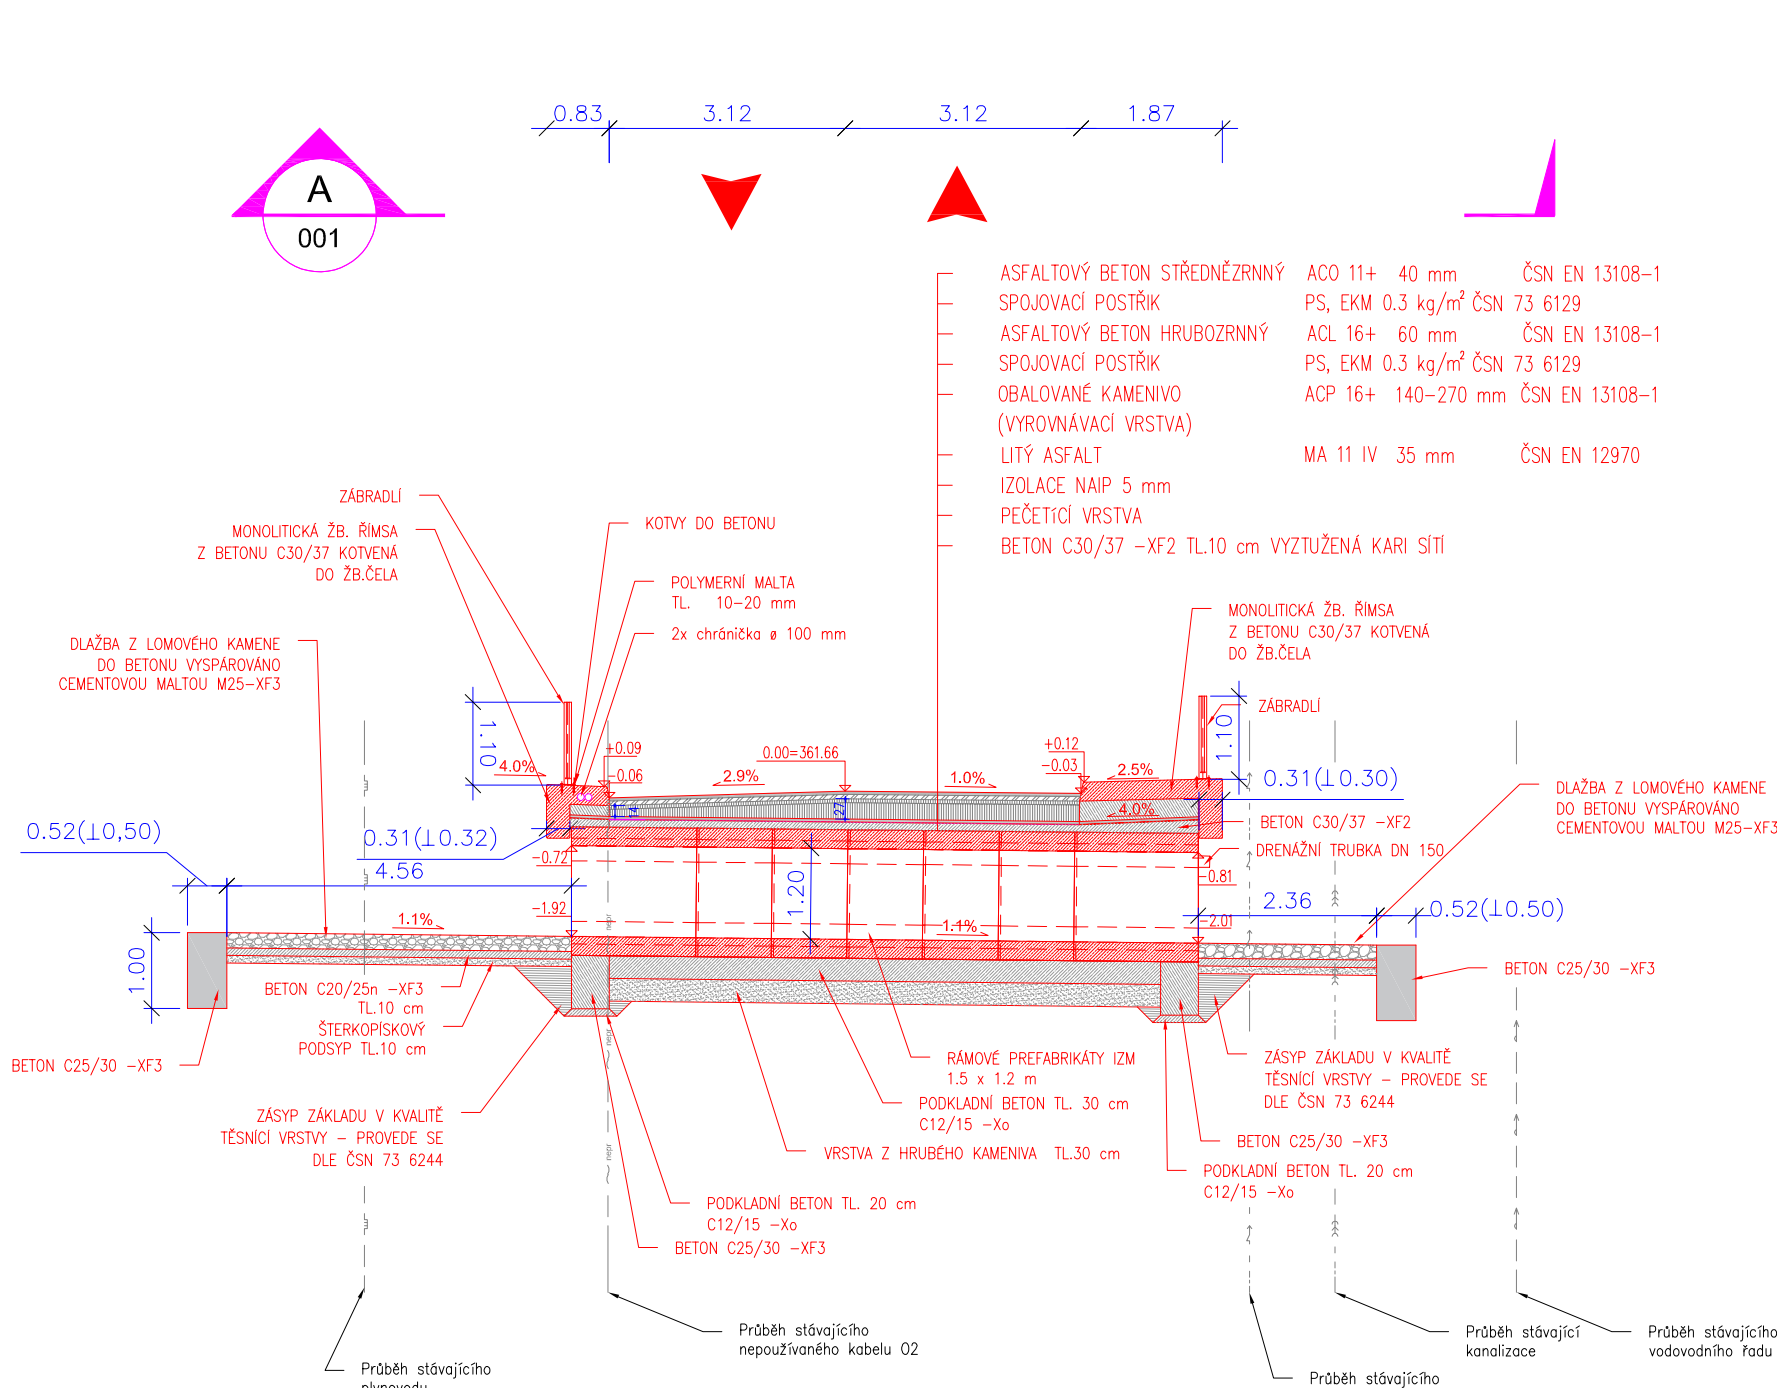 0.83 3.12 3.12 1.87
A
001
ASFALTOVÝ BETON STŘEDNĚZRNNÝ ACO 11+ 40 mm ČSN EN 13108-1
SPOJOVACÍ POSTŘIK PS, EKM 0.3 kg/m² ČSN 73 6129
ASFALTOVÝ BETON HRUBOZRNNÝ ACL 16+ 60 mm ČSN EN 13108-1
SPOJOVACÍ POSTŘIK PS, EKM 0.3 kg/m² ČSN 73 6129
OBALOVANÉ KAMENIVO ACP 16+ 140-270 mm ČSN EN 13108-1
(VYROVNÁVACÍ VRSTVA)
LITÝ ASFALT MA 11 IV 35 mm ČSN EN 12970
IZOLACE NAIP 5 mm
PEČETíCÍ VRSTVA
BETON C30/37 -XF2 TL.10 cm VYZTUŽENÁ KARI SÍTÍ
ZÁBRADLÍ
MONOLITICKÁ ŽB. ŘÍMSA
Z BETONU C30/37 KOTVENÁ
DO ŽB.ČELA
KOTVY DO BETONU
POLYMERNÍ MALTA
TL. 10-20 mm
2x chránička ø 100 mm
MONOLITICKÁ ŽB. ŘÍMSA
Z BETONU C30/37 KOTVENÁ
DO ŽB.ČELA
DLAŽBA Z LOMOVÉHO KAMENE
DO BETONU VYSPÁROVÁNO
CEMENTOVOU MALTOU M25-XF3
ZÁBRADLÍ
1.10
1.10
4.0%
+0.09
-0.06
2.9%
0.00=361.66
1.0%
+0.12
-0.03
2.5%
4.0%
14
27
0.31(⊥0.30)
DLAŽBA Z LOMOVÉHO KAMENE
DO BETONU VYSPÁROVÁNO
CEMENTOVOU MALTOU M25-XF3
BETON C30/37 -XF2
DRENÁŽNÍ TRUBKA DN 150
0.52(⊥0,50)
0.31(⊥0.32)
4.56
-0.72
-1.92
1.20
-0.81
-2.01
2.36
0.52(⊥0.50)
1.1%
1.1%
1.00
nepr
BETON C20/25n -XF3
TL.10 cm
ŠTERKOPÍSKOVÝ
PODSYP TL.10 cm
BETON C25/30 -XF3
BETON C25/30 -XF3
nepr
RÁMOVÉ PREFABRIKÁTY IZM
1.5 x 1.2 m
PODKLADNÍ BETON TL. 30 cm
C12/15 -Xo
VRSTVA Z HRUBÉHO KAMENIVA TL.30 cm
ZÁSYP ZÁKLADU V KVALITĚ
TĚSNÍCÍ VRSTVY - PROVEDE SE
DLE ČSN 73 6244
ZÁSYP ZÁKLADU V KVALITĚ
TĚSNÍCÍ VRSTVY - PROVEDE SE
DLE ČSN 73 6244
nepr
BETON C25/30 -XF3
PODKLADNÍ BETON TL. 20 cm
C12/15 -Xo
PODKLADNÍ BETON TL. 20 cm
C12/15 -Xo
BETON C25/30 -XF3
Průběh stávajícího
nepoužívaného kabelu O2
Průběh stávající
kanalizace
Průběh stávajícího
vodovodního řadu
Průběh stávajícího
Průběh stávajícího